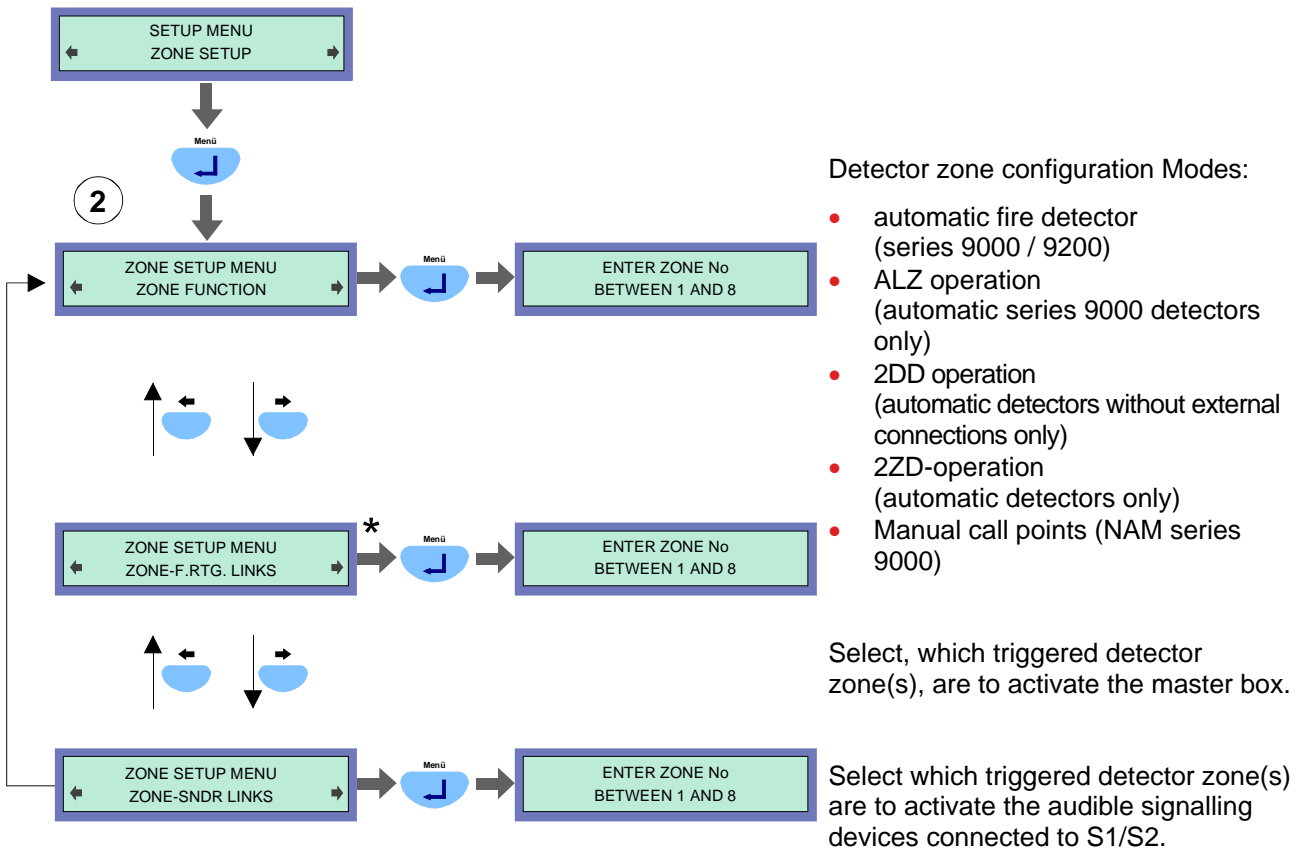 SETUP MENU
ZONE SETUP
Menü
2
ZONE SETUP MENU
ZONE FUNCTION
Menü
ENTER ZONE No
BETWEEN 1 AND 8
Detector zone configuration Modes:
• automatic fire detector
(series 9000 / 9200)
• ALZ operation
(automatic series 9000 detectors
only)
• 2DD operation
(automatic detectors without external
connections only)
• 2ZD-operation
(automatic detectors only)
• Manual call points (NAM series
9000)
ZONE SETUP MENU
ZONE-F.RTG. LINKS
*
Menü
ENTER ZONE No
BETWEEN 1 AND 8
Select, which triggered detector
zone(s), are to activate the master box.
ZONE SETUP MENU
ZONE-SNDR LINKS
Menü
ENTER ZONE No
BETWEEN 1 AND 8
Select which triggered detector zone(s)
are to activate the audible signalling
devices connected to S1/S2.